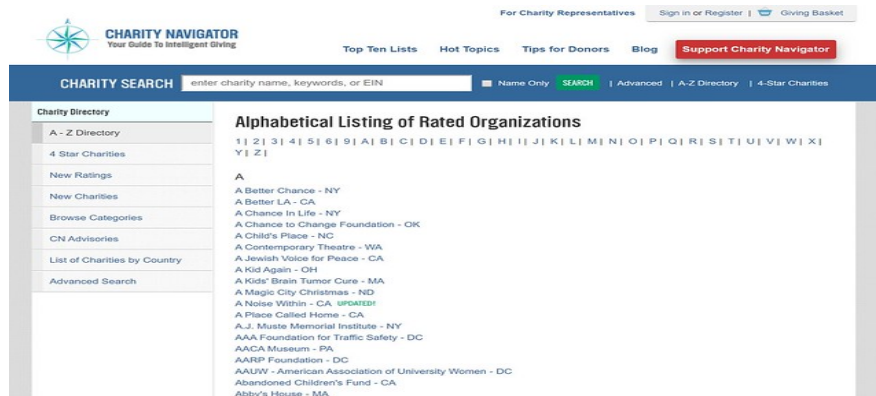 For Charity Representatives
Sign in or Register | Giving Basket
CHARITY NAVIGATOR
Your Guide To Intelligent Giving
Top Ten Lists Hot Topics Tips for Donors Blog Support Charity Navigator
CHARITY SEARCH enter charity name, keywords, or EIN Name Only SEARCH | Advanced | A-Z Directory | 4-Star Charities
Charity Directory
A - Z Directory
4 Star Charities
New Ratings
New Charities
Browse Categories
CN Advisories
List of Charities by Country
Advanced Search
Alphabetical Listing of Rated Organizations
1| 2| 3| 4| 5| 6| 9| A| B| C| D| E| F| G| H| I| J| K| L| M| N| O| P| Q| R| S| T| U| V| W| X|
Y| Z|
A
A Better Chance - NY
A Better LA - CA
A Chance In Life - NY
A Chance to Change Foundation - OK
A Child's Place - NC
A Contemporary Theatre - WA
A Jewish Voice for Peace - CA
A Kid Again - OH
A Kids' Brain Tumor Cure - MA
A Magic City Christmas - ND
A Noise Within - CA UPDATED!
A Place Called Home - CA
A.J. Muste Memorial Institute - NY
AAA Foundation for Traffic Safety - DC
AACA Museum - PA
AARP Foundation - DC
AAUW - American Association of University Women - DC
Abandoned Children's Fund - CA
Abby's House - MA